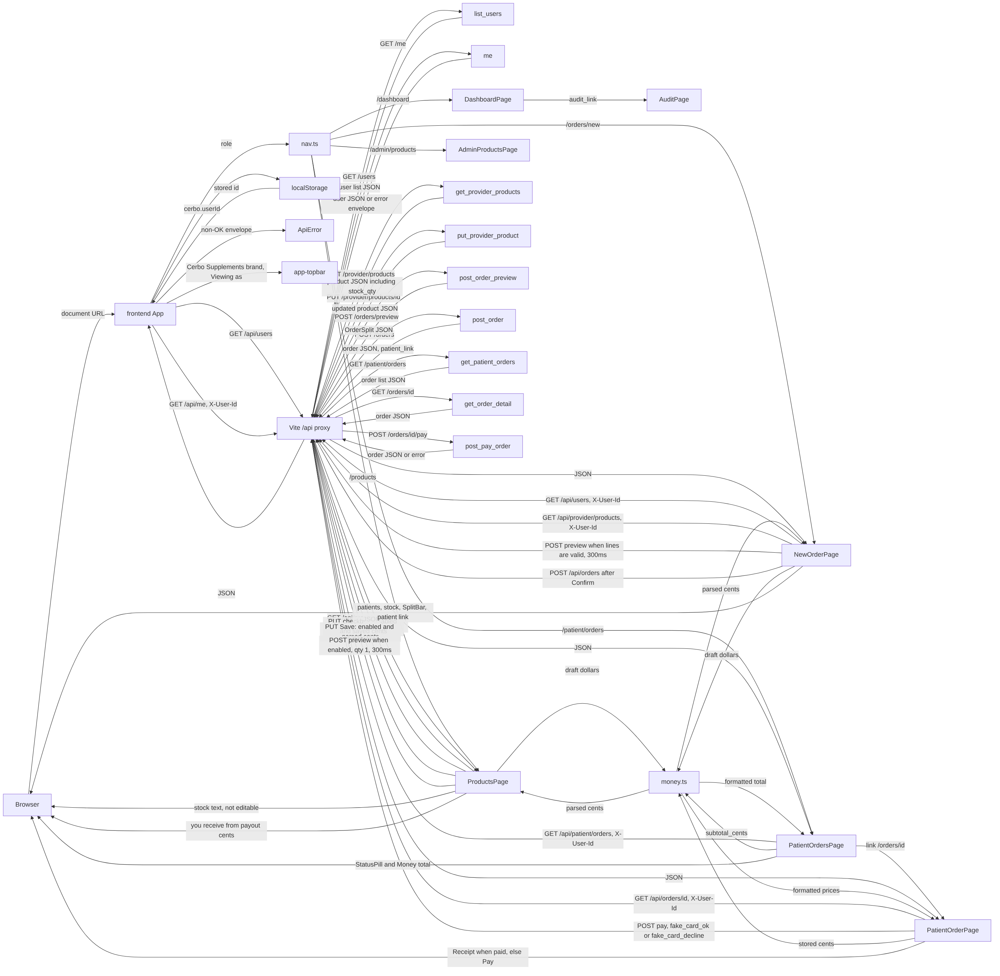 list_users
GET /me
me
/dashboard
DashboardPage
audit_link
AuditPage
/orders/new
role
nav.ts
/admin/products
AdminProductsPage
GET /users
user list JSON
stored id
localStorage
get_provider_products
user JSON or error
envelope
cerbo.userId
non-OK envelope
ApiError
put_provider_product
Cerbo Supplements brand,
Viewing as
app-topbar
/provider/products
JSON including
stock_qty
post_order_preview
PUT /provider/products/id
updated product JSON
document URL
frontend App
POST /orders/preview
post_order
GET /api/users
OrderSplit JSON
POST /orders
order JSON, patient_link
get_patient_orders
GET /patient/orders
order list JSON
GET /orders/id
get_order_detail
GET /api/me, X-User-Id
order JSON
Vite /api proxy
POST /orders/id/pay
post_pay_order
order JSON or error
/products
JSON
GET /api/users, X-User-Id
GET /api/provider/products,
X-User-Id
POST preview when lines
are valid, 300ms
NewOrderPage
POST /api/orders after
Confirm
parsed cents
JSON
patients, stock, SplitBar,
patient link
PUT Save: enabled and
POST preview when
enabled, qty 1, 300ms
/patient/orders
JSON
draft dollars
draft dollars
ProductsPage
money.ts
formatted total
Browser
stock text, not editable
parsed cents
you receive from payout
cents
GET /api/patient/orders, X-
User-Id
subtotal_cents
PatientOrdersPage
link /orders/id
StatusPill and Money total
JSON
formatted prices
GET /api/orders/id, X-User-
Id
POST pay, fake_card_ok
or fake_card_decline
PatientOrderPage
stored cents
Receipt when paid, else
Pay